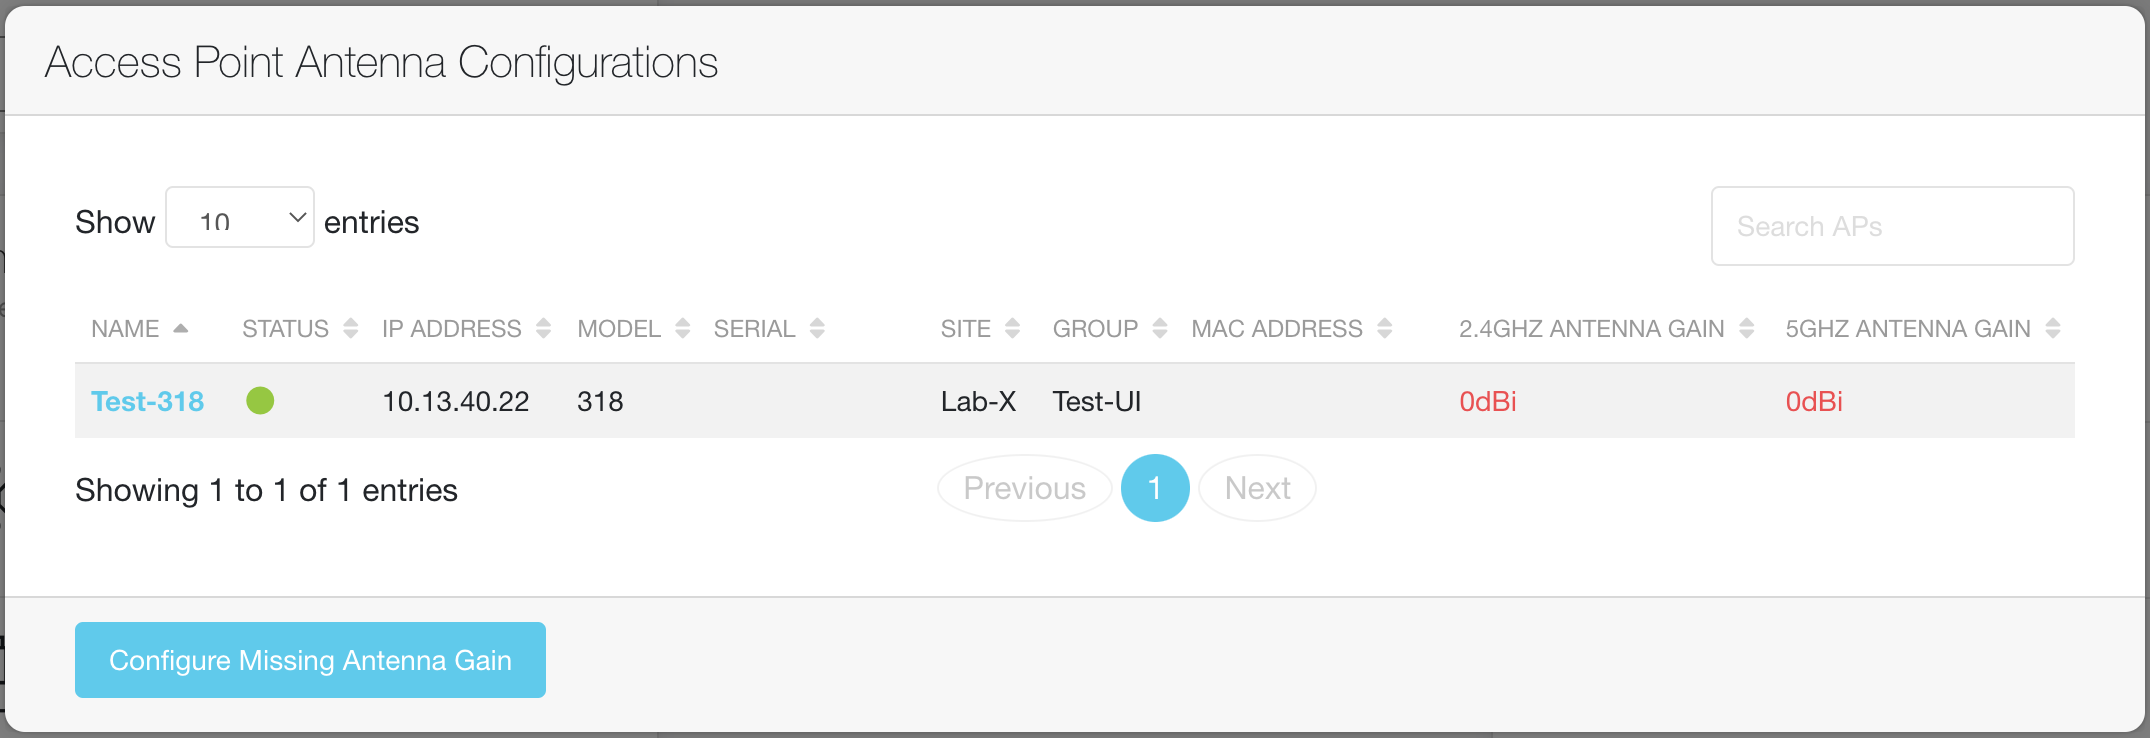 Access Point Antenna Configurations
Show 10 entries
Search APs
NAME STATUS IP ADDRESS MODEL SERIAL SITE GROUP MAC ADDRESS 2.4GHZ ANTENNA GAIN 5GHZ ANTENNA GAIN
Test-318 10.13.40.22 318 Lab-X Test-UI 0dBi 0dBi
Showing 1 to 1 of 1 entries
Previous 1 Next
Configure Missing Antenna Gain